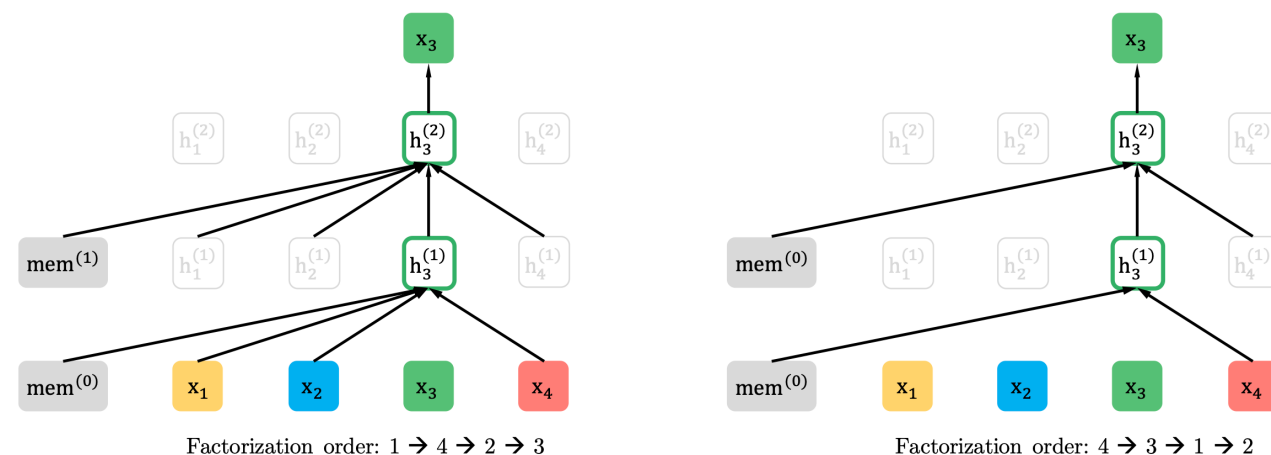 x₃ x₃
h₁⁽²⁾ h₂⁽²⁾ h₃⁽²⁾ h₄⁽²⁾ h₁⁽²⁾ h₂⁽²⁾ h₃⁽²⁾ h₄⁽²⁾
mem⁽¹⁾ h₁⁽¹⁾ h₂⁽¹⁾ h₃⁽¹⁾ h₄⁽¹⁾ mem⁽⁰⁾ h₁⁽¹⁾ h₂⁽¹⁾ h₃⁽¹⁾ h₄⁽¹⁾
mem⁽⁰⁾ x₁ x₂ x₃ x₄ mem⁽⁰⁾ x₁ x₂ x₃ x₄
Factorization order: 1 → 4 → 2 → 3 Factorization order: 4 → 3 → 1 → 2